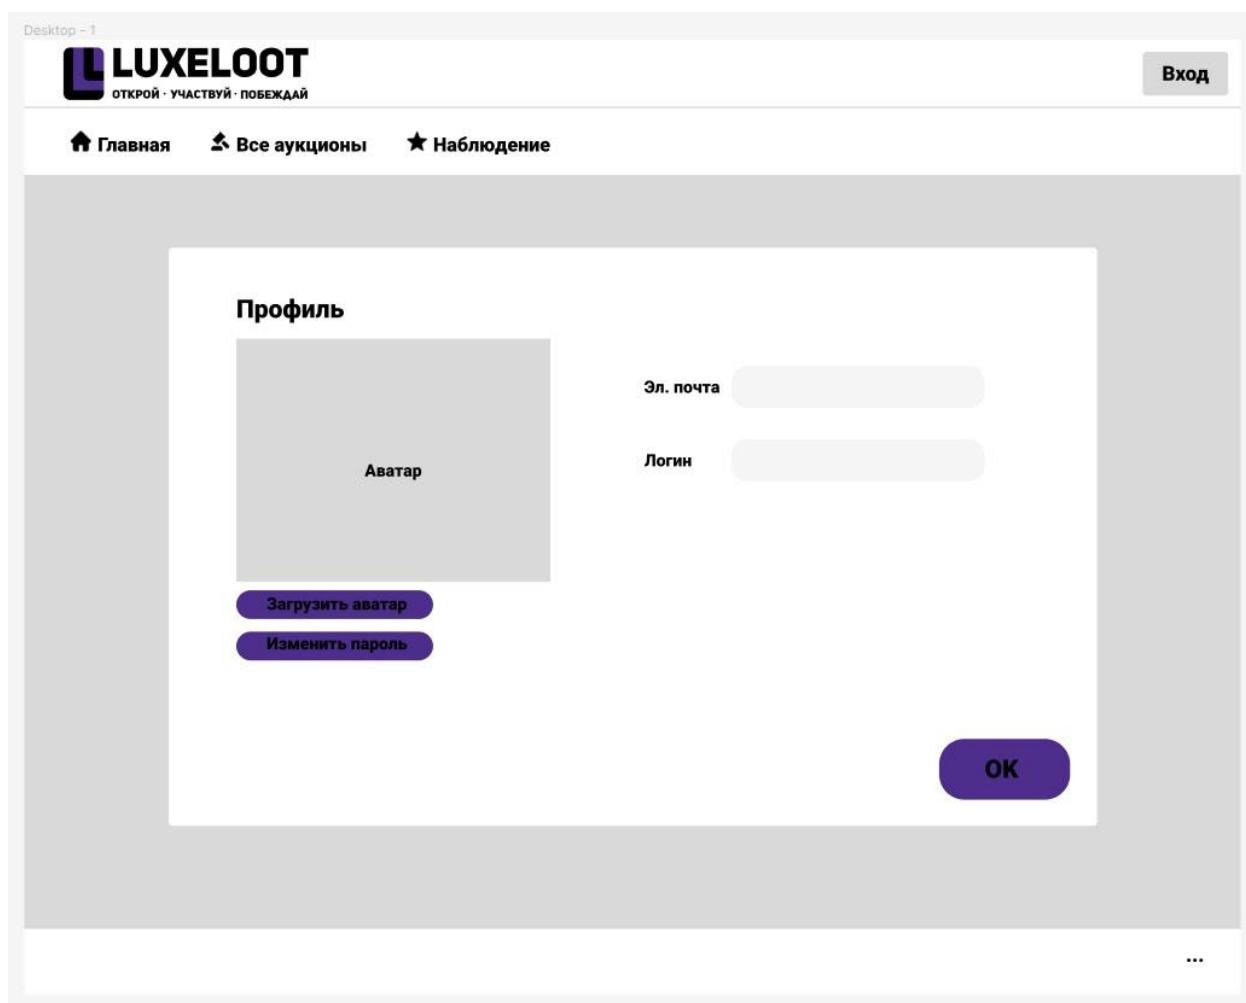 Desktop - 1
LUXELOOT
ОТКРОЙ · УЧАСТВУЙ · ПОБЕЖДАЙ
Вход
Главная Все аукционы Наблюдение
Профиль
Аватар
Эл. почта
Логин
Загрузить аватар
Изменить пароль
OK
...